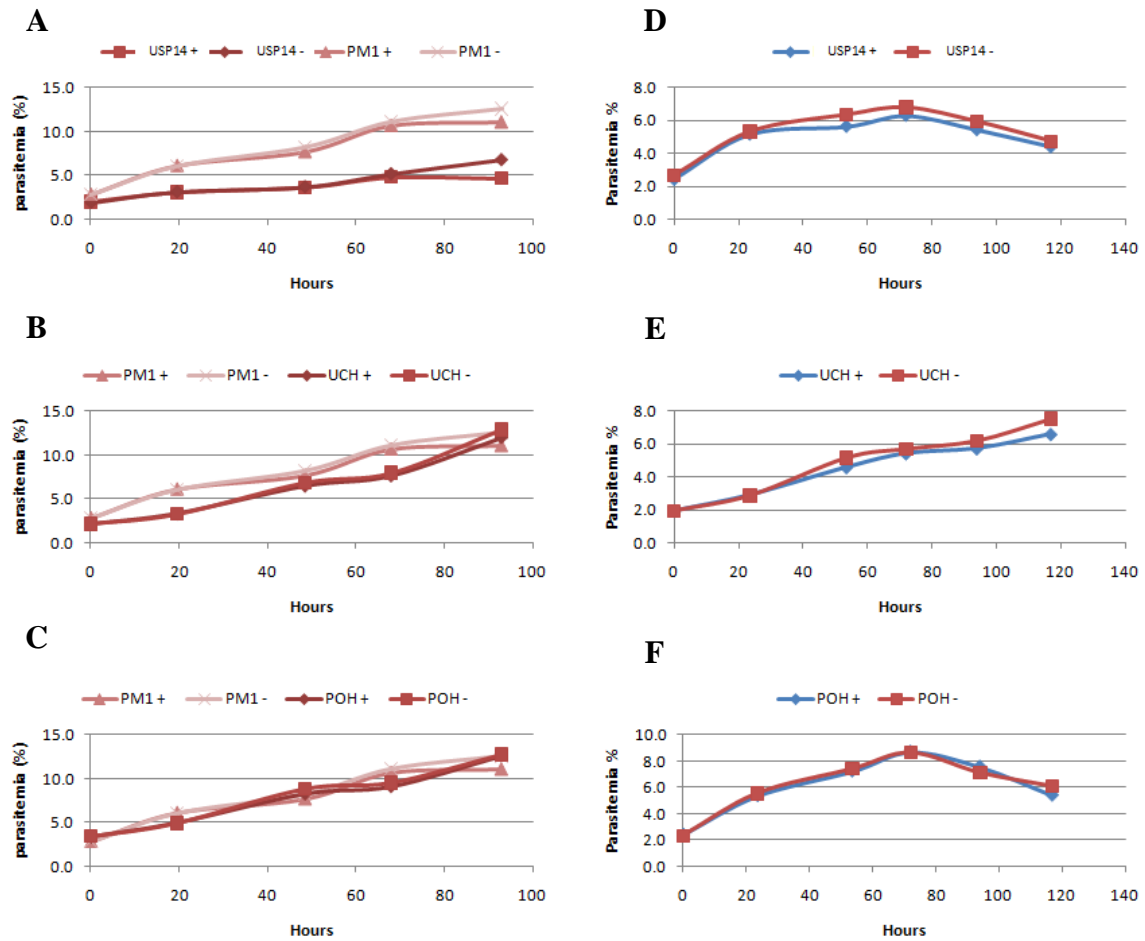 A
USP14 + USP14 - PM1 + PM1 -
parasitemia (%)
15.0
10.0
5.0
0.0
0 20 40 60 80 100
Hours
B
PM1 + PM1 - UCH + UCH -
parasitemia (%)
15.0
10.0
5.0
0.0
0 20 40 60 80 100
Hours
C
PM1 + PM1 - POH + POH -
parasitemia (%)
15.0
10.0
5.0
0.0
0 20 40 60 80 100
Hours
D
USP14 + USP14 -
Parasitemia %
8.0
6.0
4.0
2.0
0.0
0 20 40 60 80 100 120 140
Hours
E
UCH + UCH -
Parasitemia %
8.0
6.0
4.0
2.0
0.0
0 20 40 60 80 100 120 140
Hours
F
POH + POH -
Parasitemia %
10.0
8.0
6.0
4.0
2.0
0.0
0 20 40 60 80 100 120 140
Hours